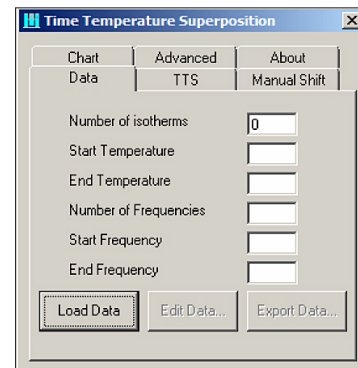 Time Temperature Superposition
Chart Advanced About
Data TTS Manual Shift
Number of isotherms 0
Start Temperature
End Temperature
Number of Frequencies
Start Frequency
End Frequency
Load Data Edit Data... Export Data...